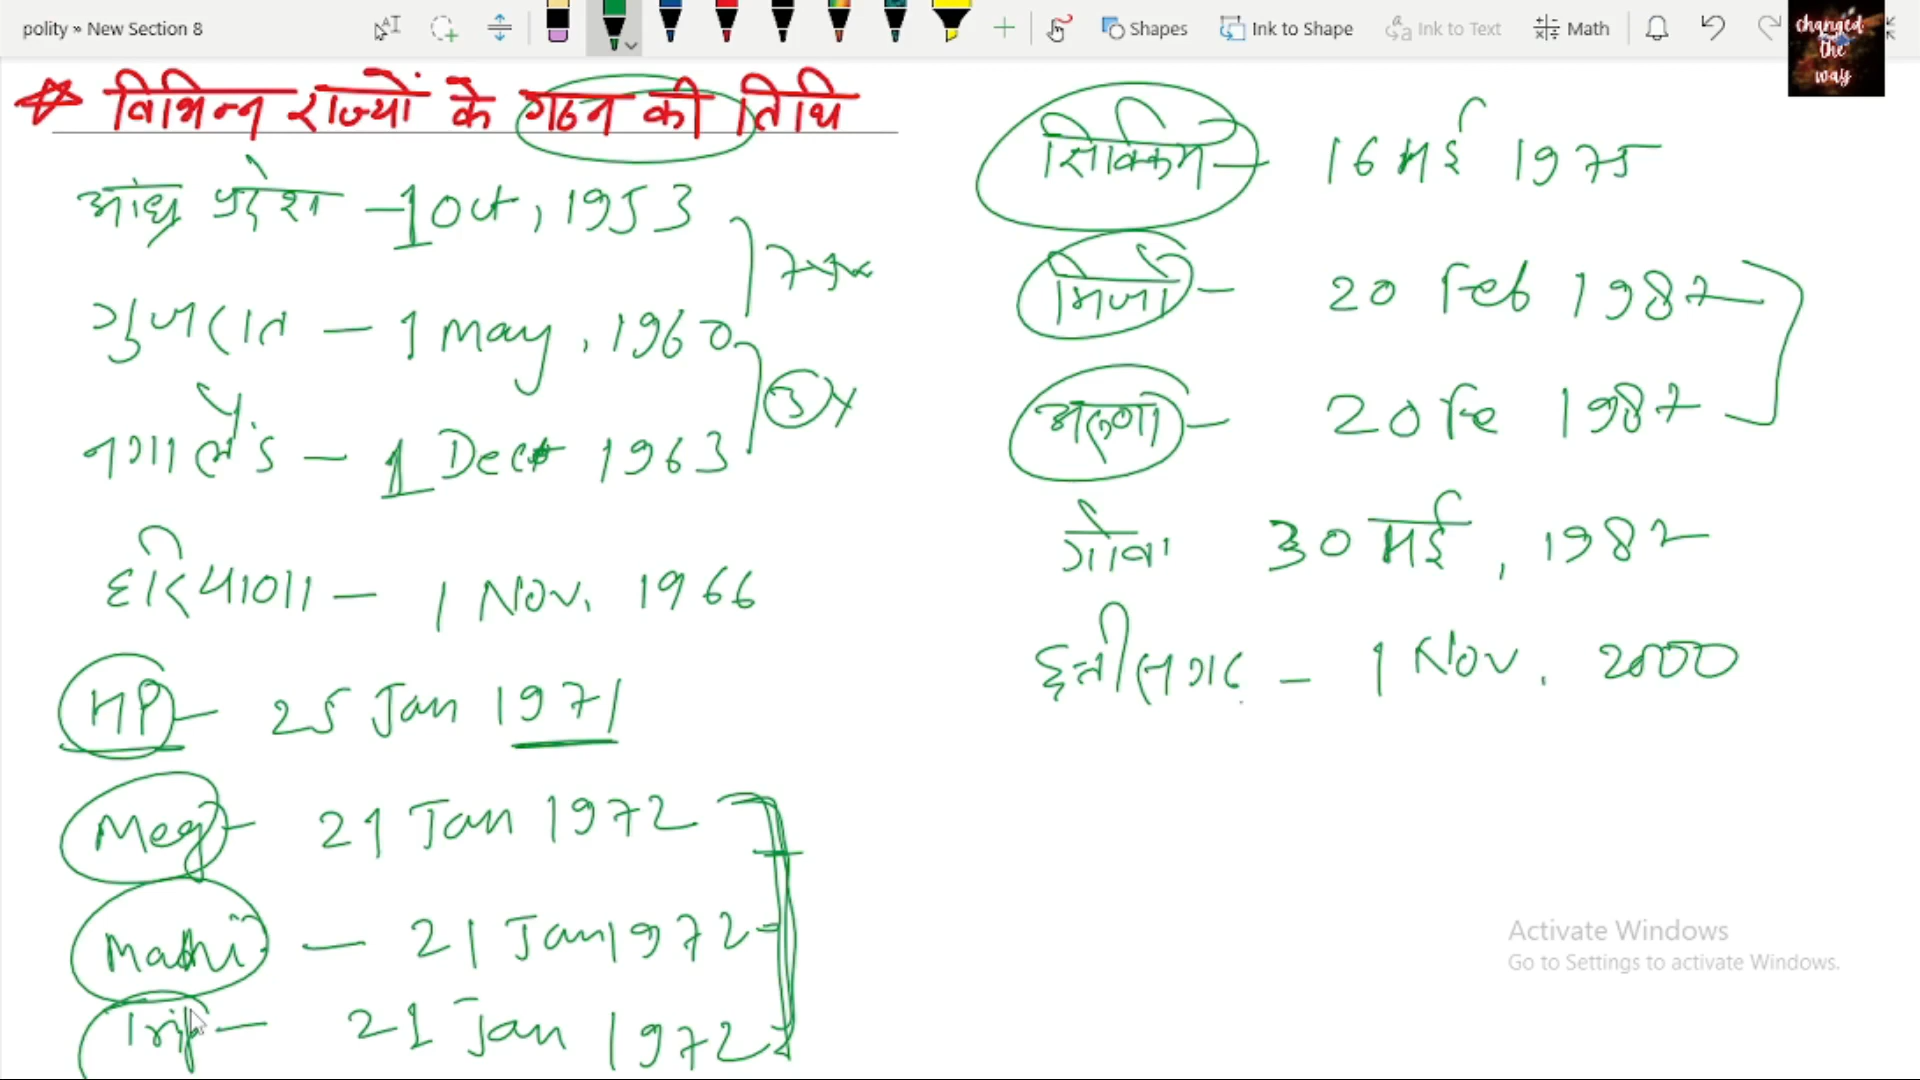 polity » New Section 8
Shapes
Ink to Shape
Ink to Text
Math
changed
the
way
विभिन्न राज्यों के गठन की तिथि
आंध्र प्रदेश - 1 Oct, 1953
गुजरात - 1 May, 1960
नागालैंड - 1 Dec 1963
3
हरियाणा - 1 Nov. 1966
HP - 25 Jan 1971
Meg - 21 Jan 1972
21 Jan 1972
Trip - 21 Jan 1972
सिक्किम - 16 मई 1975
मिजो - 20 Feb 1987
अरुणा - 20 Fe 1987
गोवा 30 मई, 1987
छत्तीसगढ़ - 1 Nov. 2000
Activate Windows
Go to Settings to activate Windows.